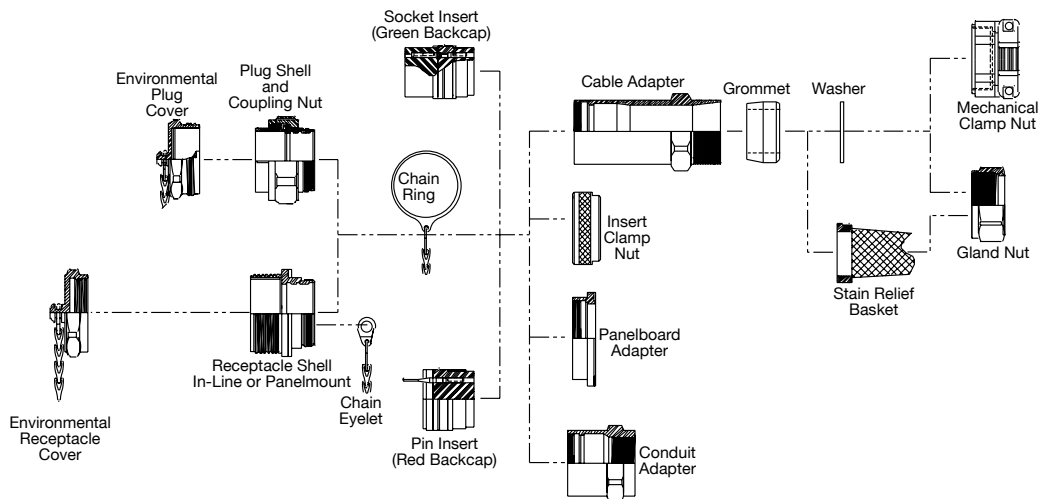 Socket Insert
(Green Backcap)
Environmental
Plug
Cover
Plug Shell
and
Coupling Nut
Cable Adapter
Grommet
Washer
Mechanical
Clamp Nut
Chain
Ring
Insert
Clamp
Nut
Gland Nut
Stain Relief
Basket
Panelboard
Adapter
Receptacle Shell
In-Line or Panelmount
Chain
Eyelet
Environmental
Receptacle
Cover
Pin Insert
(Red Backcap)
Conduit
Adapter